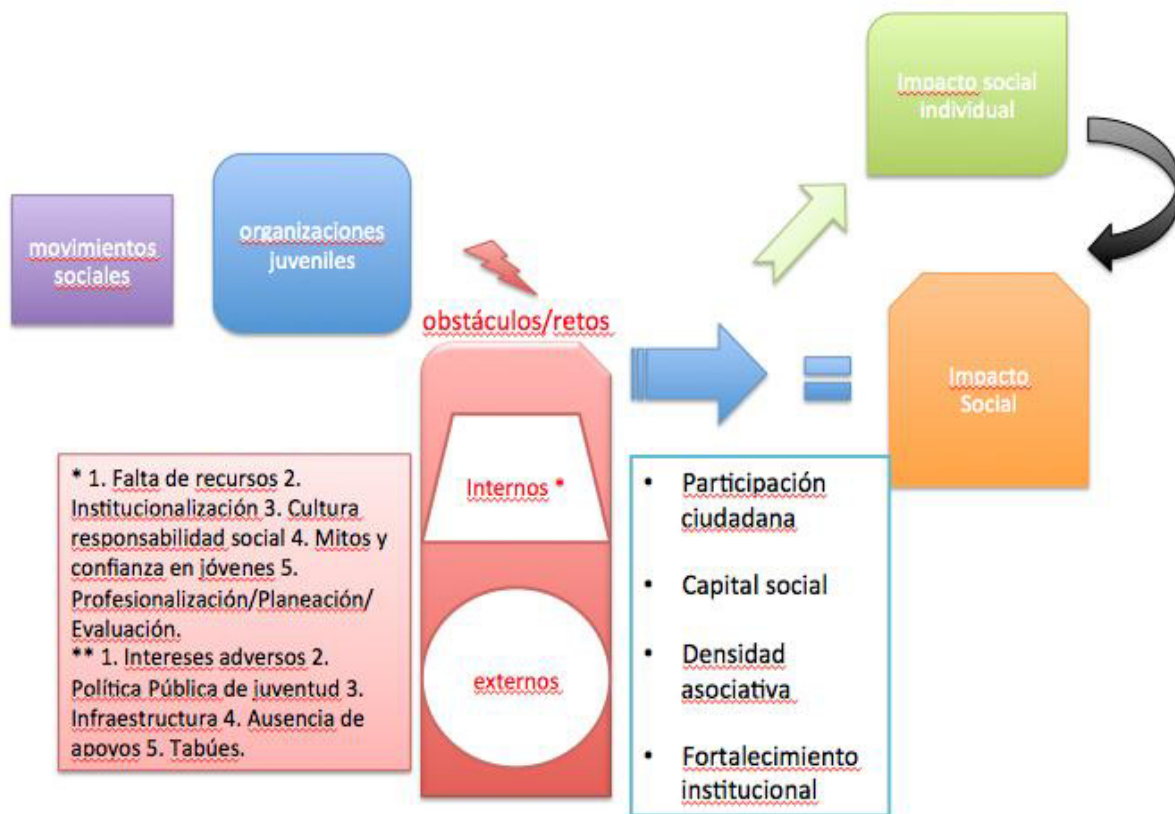 Impacto social
individual
organizaciones
juveniles
movimientos
sociales
obstáculos/retos
Impacto
Social
Internos *
externos
* 1. Falta de recursos 2.
Institucionalización 3. Cultura
responsabilidad social 4. Mitos y
confianza en jóvenes 5.
Profesionalización/Planeación/
Evaluación.
** 1. Intereses adversos 2.
Política Pública de juventud 3.
Infraestructura 4. Ausencia de
apoyos 5. Tabúes.
• Participación
ciudadana
• Capital social
• Densidad
asociativa
• Fortalecimiento
institucional